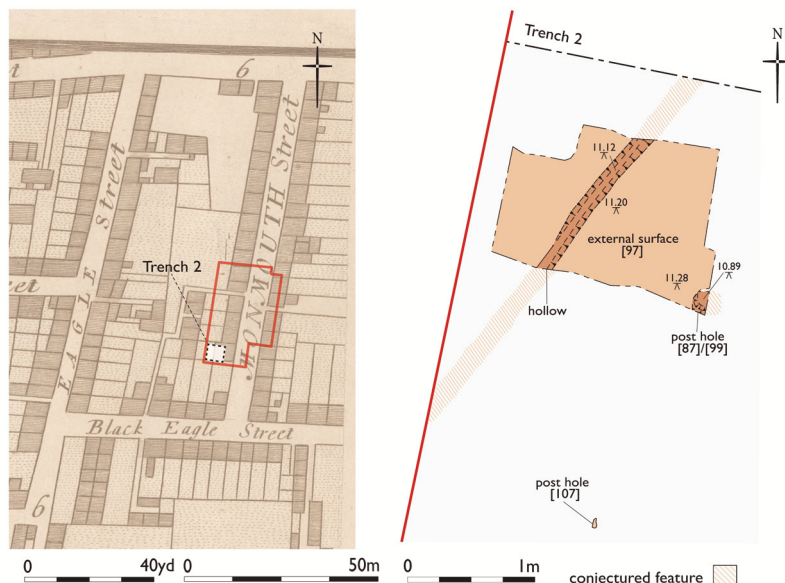 N
6
et
EAGLE Street
MONMOUTH Street
Trench 2
eet
Black Eagle Street
6
0 40yd
0 50m
Trench 2
N
11.12
11.20
external surface
[97]
11.28
10.89
hollow
post hole
[87]/[99]
post hole
[107]
0 1m
conjectured feature